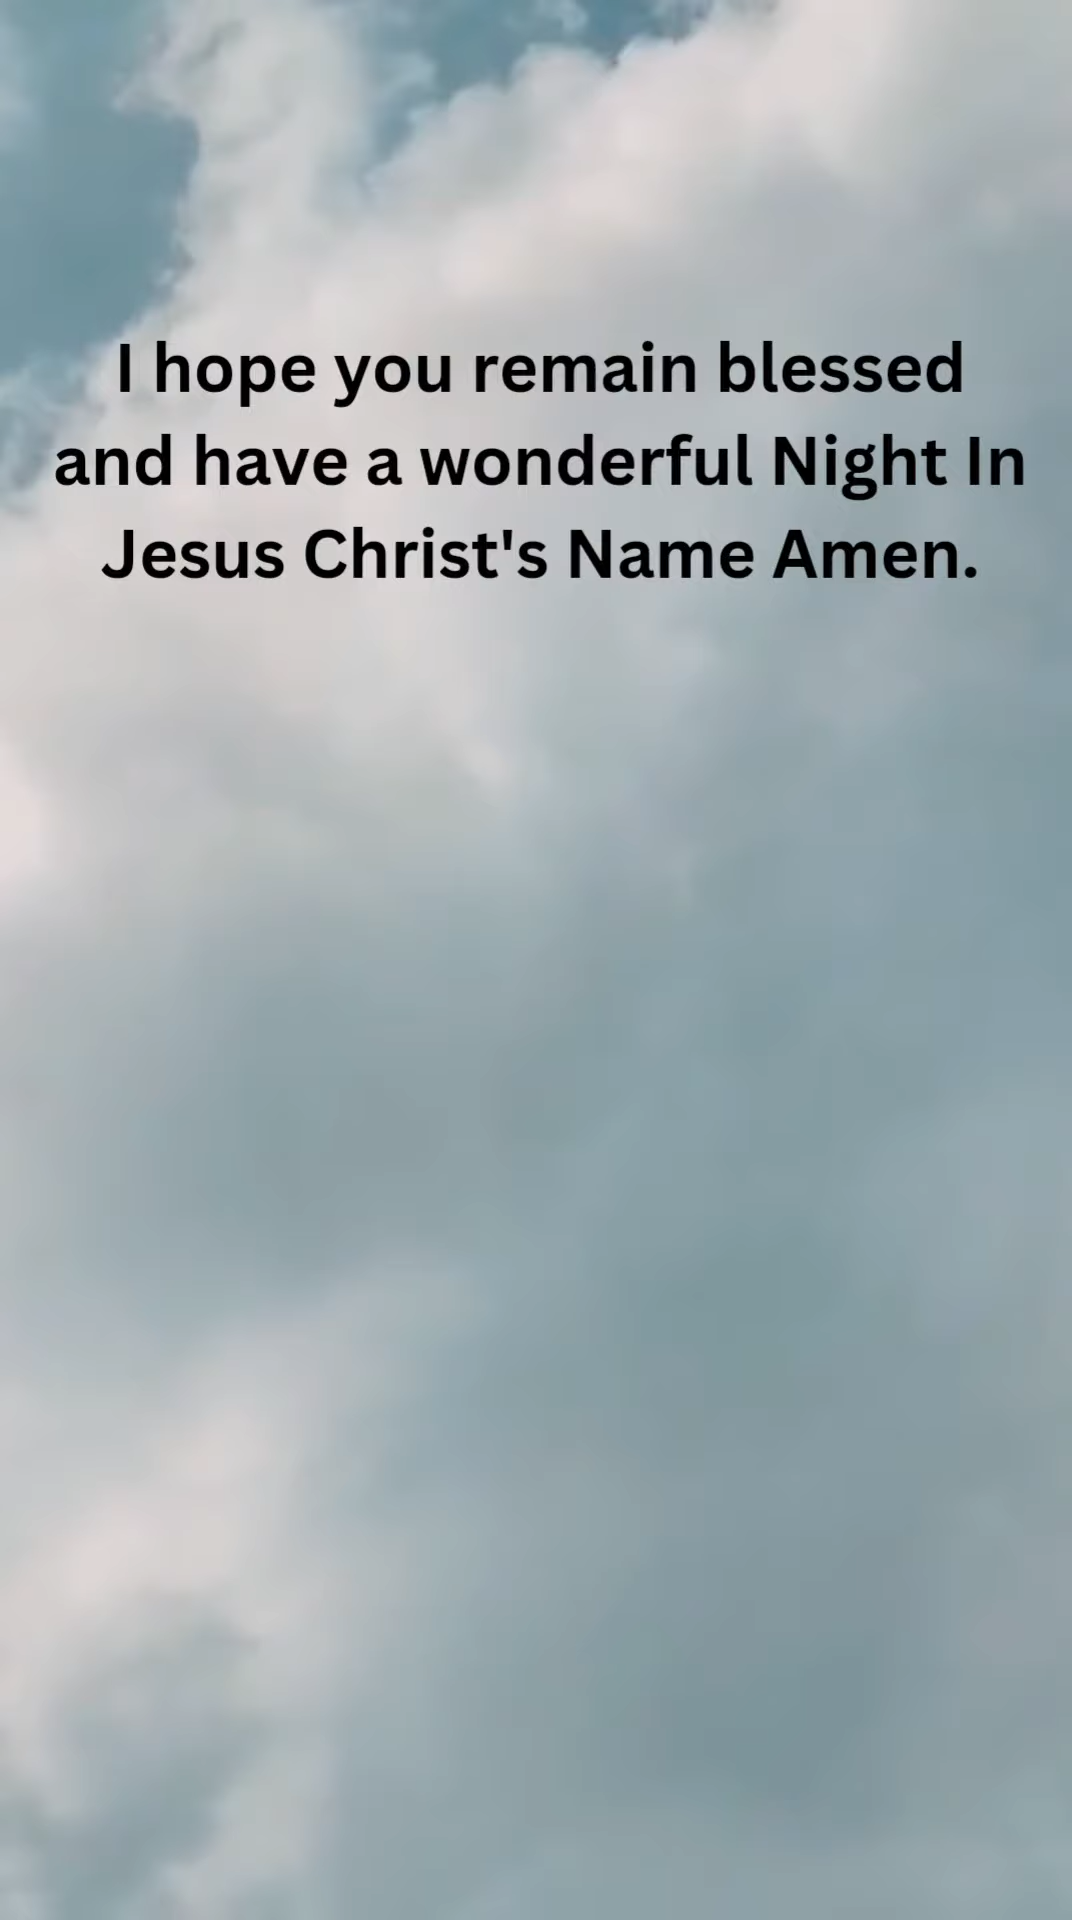 I hope you remain blessed
and have a wonderful Night In
Jesus Christ's Name Amen.